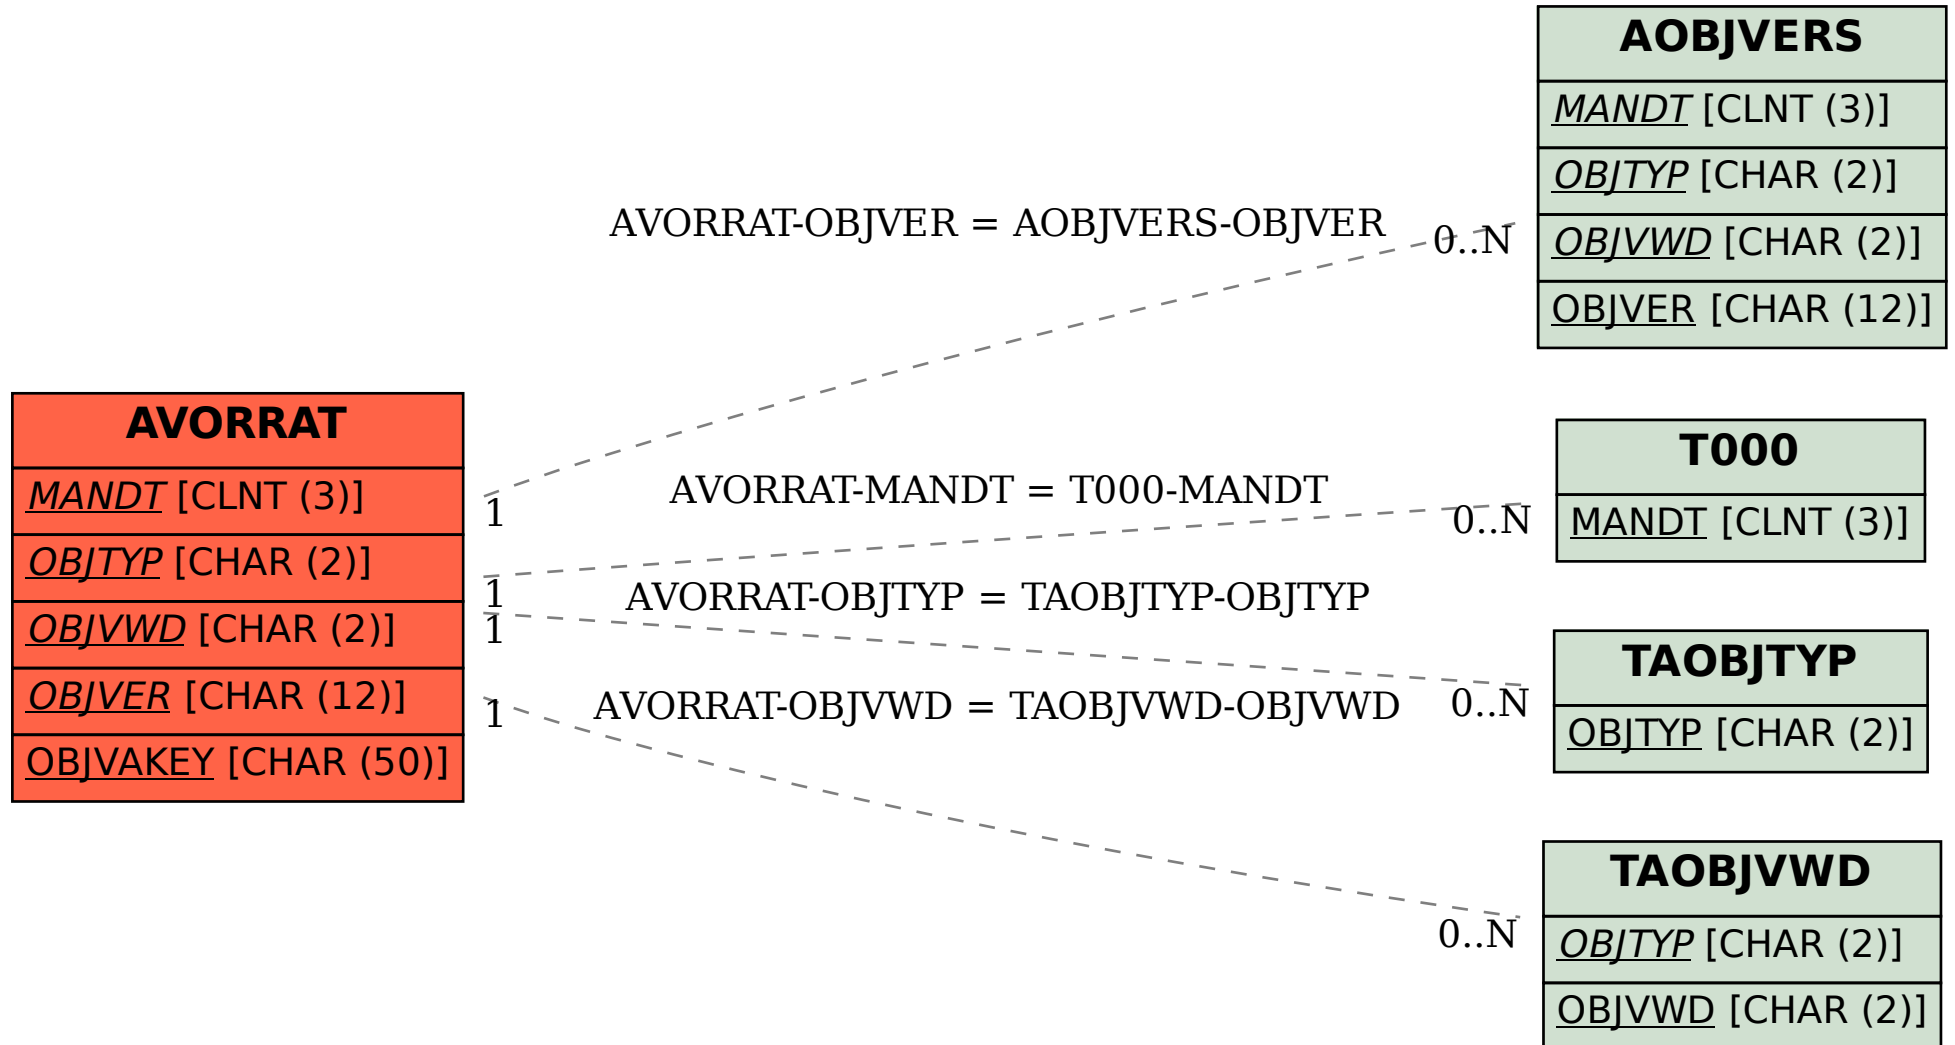 AOBJVERS
MANDT [CLNT (3)]
OBJTYP [CHAR (2)]
OBJVWD [CHAR (2)]
OBJVER [CHAR (12)]
AVORRAT-OBJVER = AOBJVERS-OBJVER
0..N
1
AVORRAT
MANDT [CLNT (3)]
OBJTYP [CHAR (2)]
OBJVWD [CHAR (2)]
OBJVER [CHAR (12)]
OBJVAKEY [CHAR (50)]
AVORRAT-MANDT = T000-MANDT
0..N
1
T000
MANDT [CLNT (3)]
AVORRAT-OBJTYP = TAOBJTYP-OBJTYP
0..N
1
TAOBJTYP
OBJTYP [CHAR (2)]
AVORRAT-OBJVWD = TAOBJVWD-OBJVWD
0..N
1
TAOBJVWD
OBJTYP [CHAR (2)]
OBJVWD [CHAR (2)]